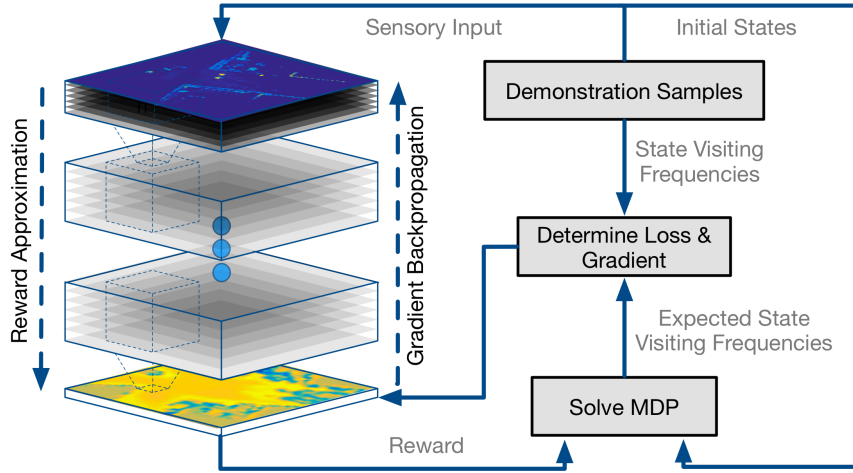 Sensory Input
Initial States
Demonstration Samples
State Visiting
Frequencies
Reward Approximation
Gradient Backpropagation
Determine Loss &
Gradient
Expected State
Visiting Frequencies
Solve MDP
Reward